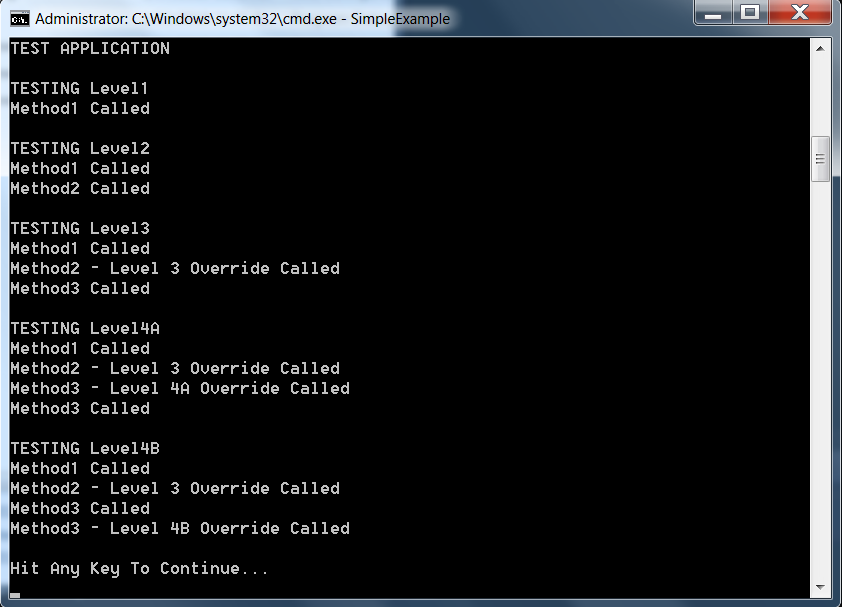 Administrator: C:\Windows\system32\cmd.exe - SimpleExample
TEST APPLICATION
TESTING Level1
Method1 Called
TESTING Level2
Method1 Called
Method2 Called
TESTING Level3
Method1 Called
Method2 - Level 3 Override Called
Method3 Called
TESTING Level4A
Method1 Called
Method2 - Level 3 Override Called
Method3 - Level 4A Override Called
Method3 Called
TESTING Level4B
Method1 Called
Method2 - Level 3 Override Called
Method3 Called
Method3 - Level 4B Override Called
Hit Any Key To Continue...